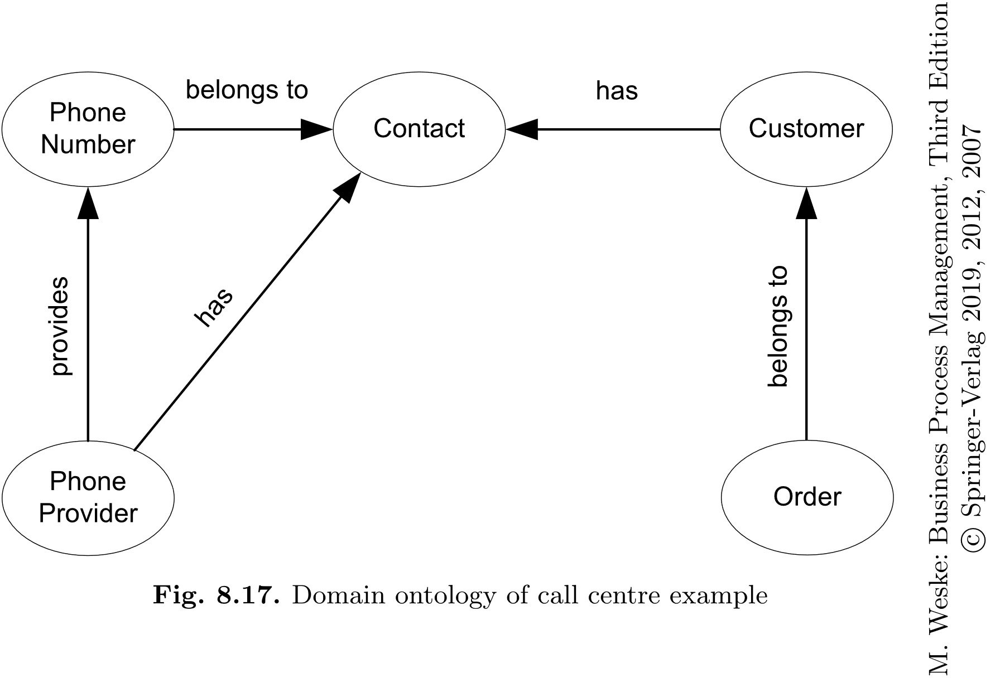 belongs to
has
Phone
Number
Contact
Customer
provides
has
belongs to
Phone
Provider
Order
Fig. 8.17. Domain ontology of call centre example
M. Weske: Business Process Management, Third Edition
© Springer-Verlag 2019, 2012, 2007